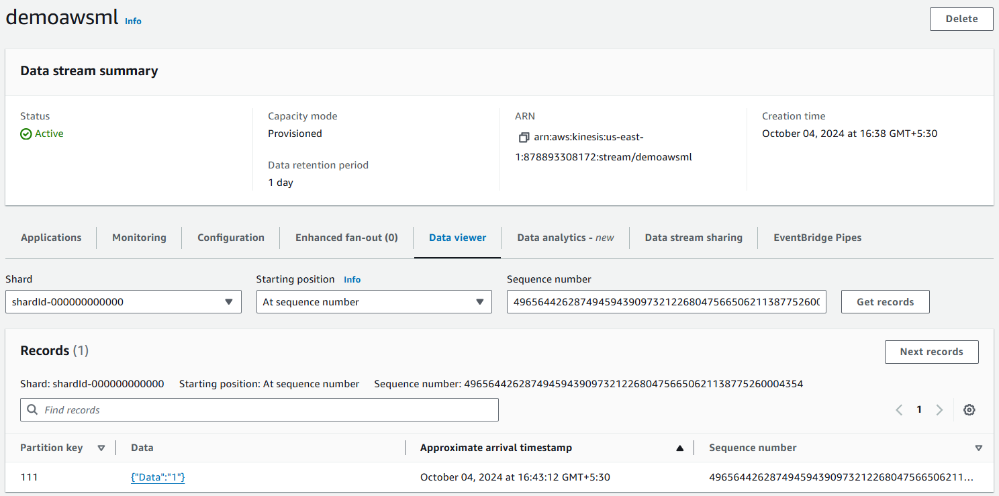 demoawsml Info
Delete
Data stream summary
Status
Active
Capacity mode
Provisioned
Data retention period
1 day
ARN
arn:aws:kinesis:us-east-
1:878893308172:stream/demoawsml
Creation time
October 04, 2024 at 16:38 GMT+5:30
Applications Monitoring Configuration Enhanced fan-out (0) Data viewer Data analytics - new Data stream sharing EventBridge Pipes
Shard
shardId-000000000000
Starting position Info
At sequence number
Sequence number
4965644262874945943909732122680475665062113877526000
Get records
Records (1)
Next records
Shard: shardId-000000000000 Starting position: At sequence number Sequence number: 49656442628749459439097321226804756650621138775260004354
Find records
1
Partition key Data Approximate arrival timestamp Sequence number
111 {"Data":"1"} October 04, 2024 at 16:43:12 GMT+5:30 496564426287494594390973212268047566506211...